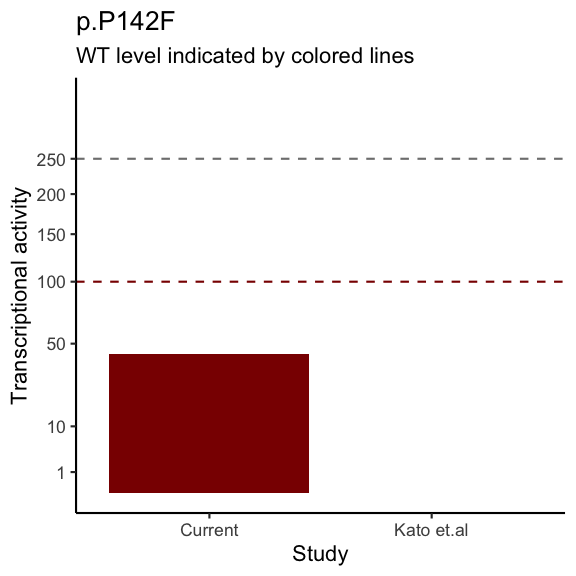 p.P142F
WT level indicated by colored lines
Transcriptional activity
250
200
150
100
50
10
1
Current
Kato et.al
Study